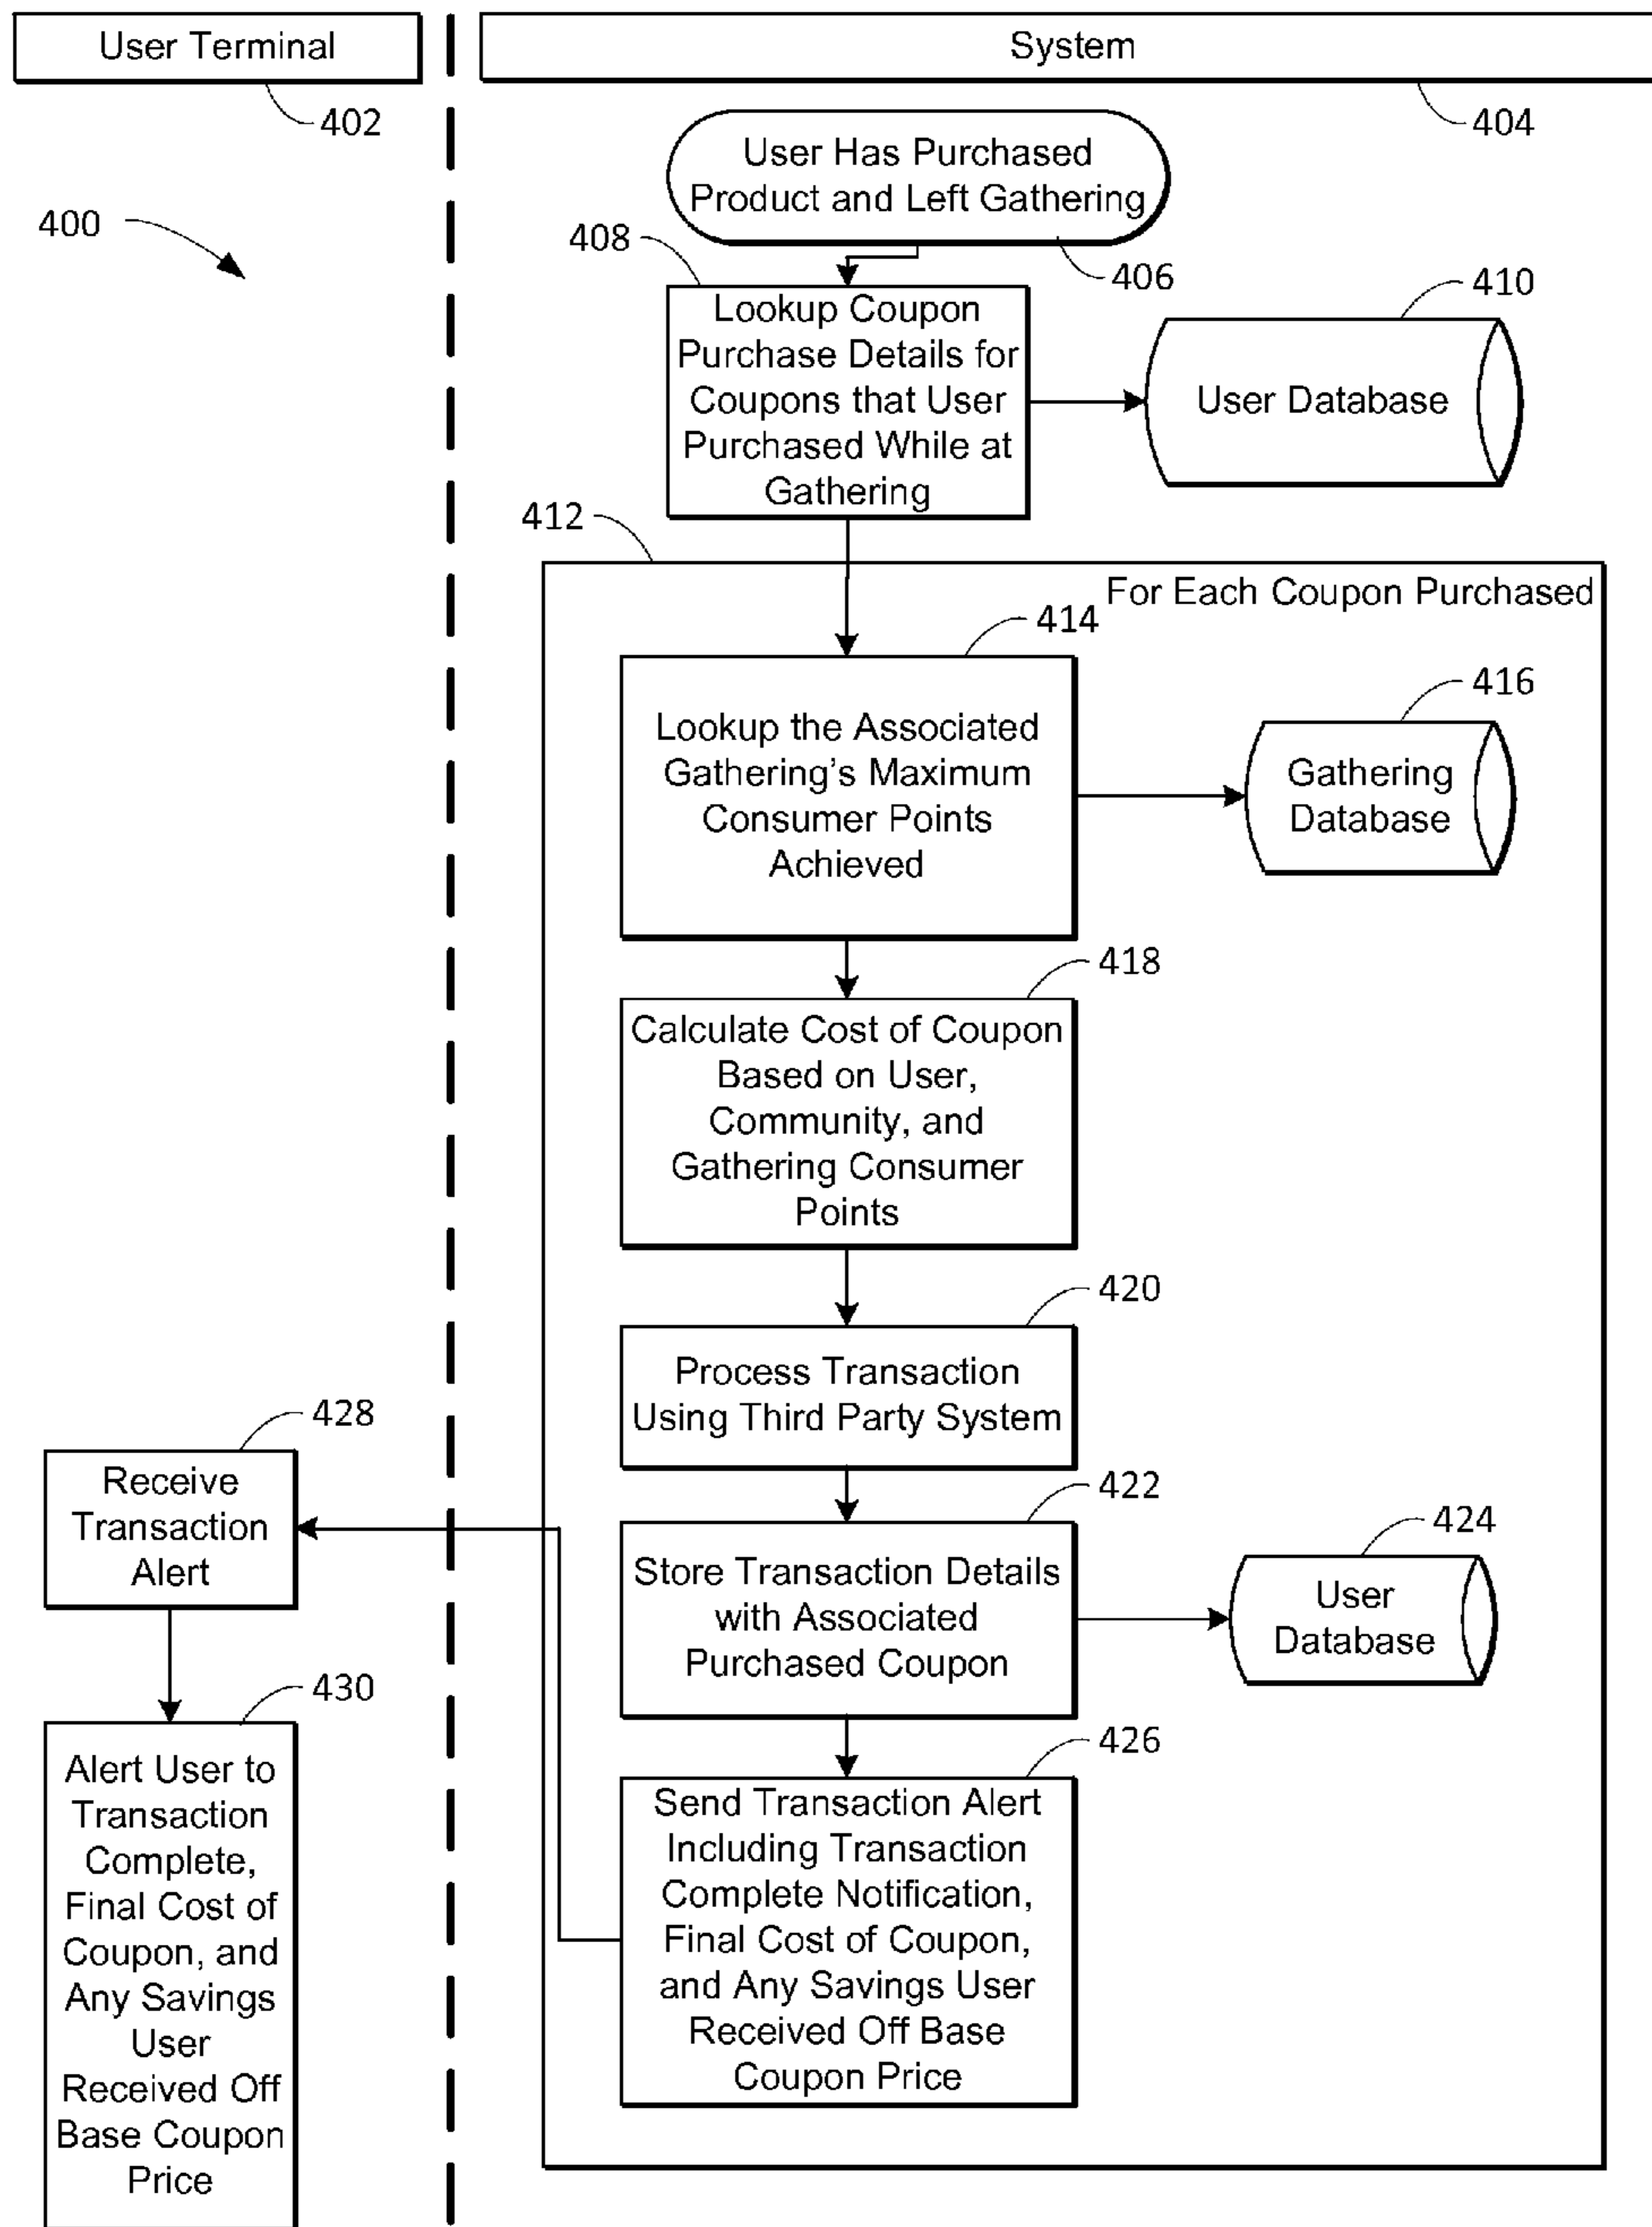 User Terminal
System
402
404
400
User Has Purchased
Product and Left Gathering
406
408
Lookup Coupon
Purchase Details for
Coupons that User
Purchased While at
Gathering
410
User Database
412
For Each Coupon Purchased
414
Lookup the Associated
Gathering's Maximum
Consumer Points
Achieved
416
Gathering
Database
418
Calculate Cost of Coupon
Based on User,
Community, and
Gathering Consumer
Points
420
Process Transaction
Using Third Party System
422
Store Transaction Details
with Associated
Purchased Coupon
424
User
Database
426
Send Transaction Alert
Including Transaction
Complete Notification,
Final Cost of Coupon,
and Any Savings User
Received Off Base
Coupon Price
428
Receive
Transaction
Alert
430
Alert User to
Transaction
Complete,
Final Cost of
Coupon, and
Any Savings
User
Received Off
Base Coupon
Price